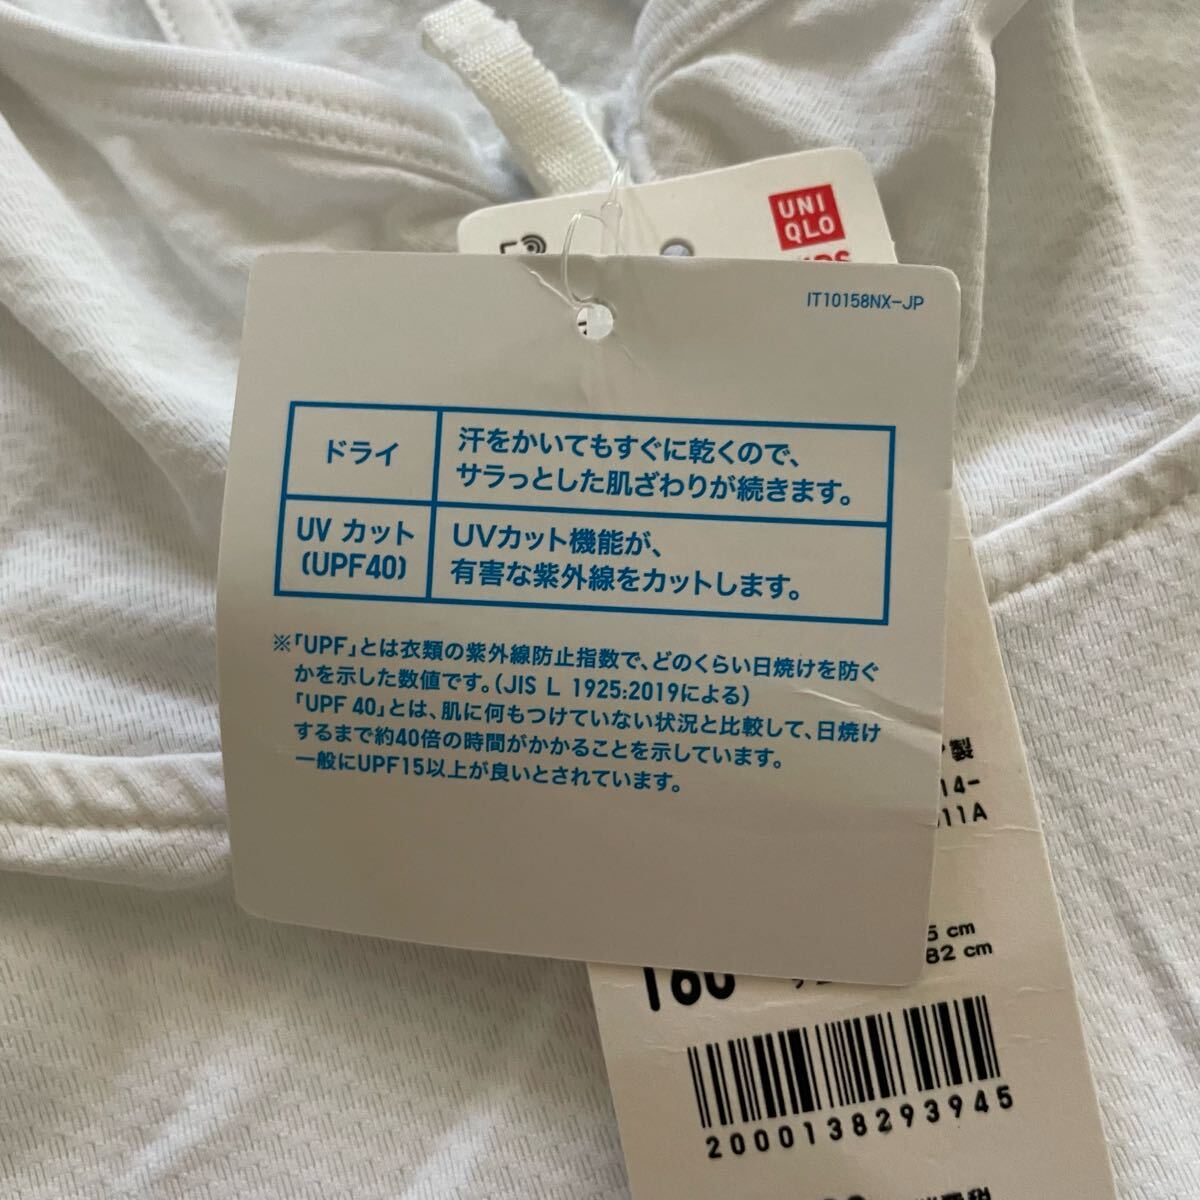 UNI
QLO
IT10158NX-JP
ドライ
汗をかいてもすぐに乾くので、
サラっとした肌ざわりが続きます。
UV カット
(UPF40)
UVカット機能が、
有害な紫外線をカットします。
※「UPF」とは衣類の紫外線防止指数で、どのくらい日焼けを防ぐ
かを示した数値です。(JIS L 1925:2019による)
「UPF 40」とは、肌に何もつけていない状況と比較して、日焼け
するまで約40倍の時間がかかることを示しています。
一般にUPF15以上が良いとされています。
製
14-
11A
5 cm
82 cm
160
2000138293945